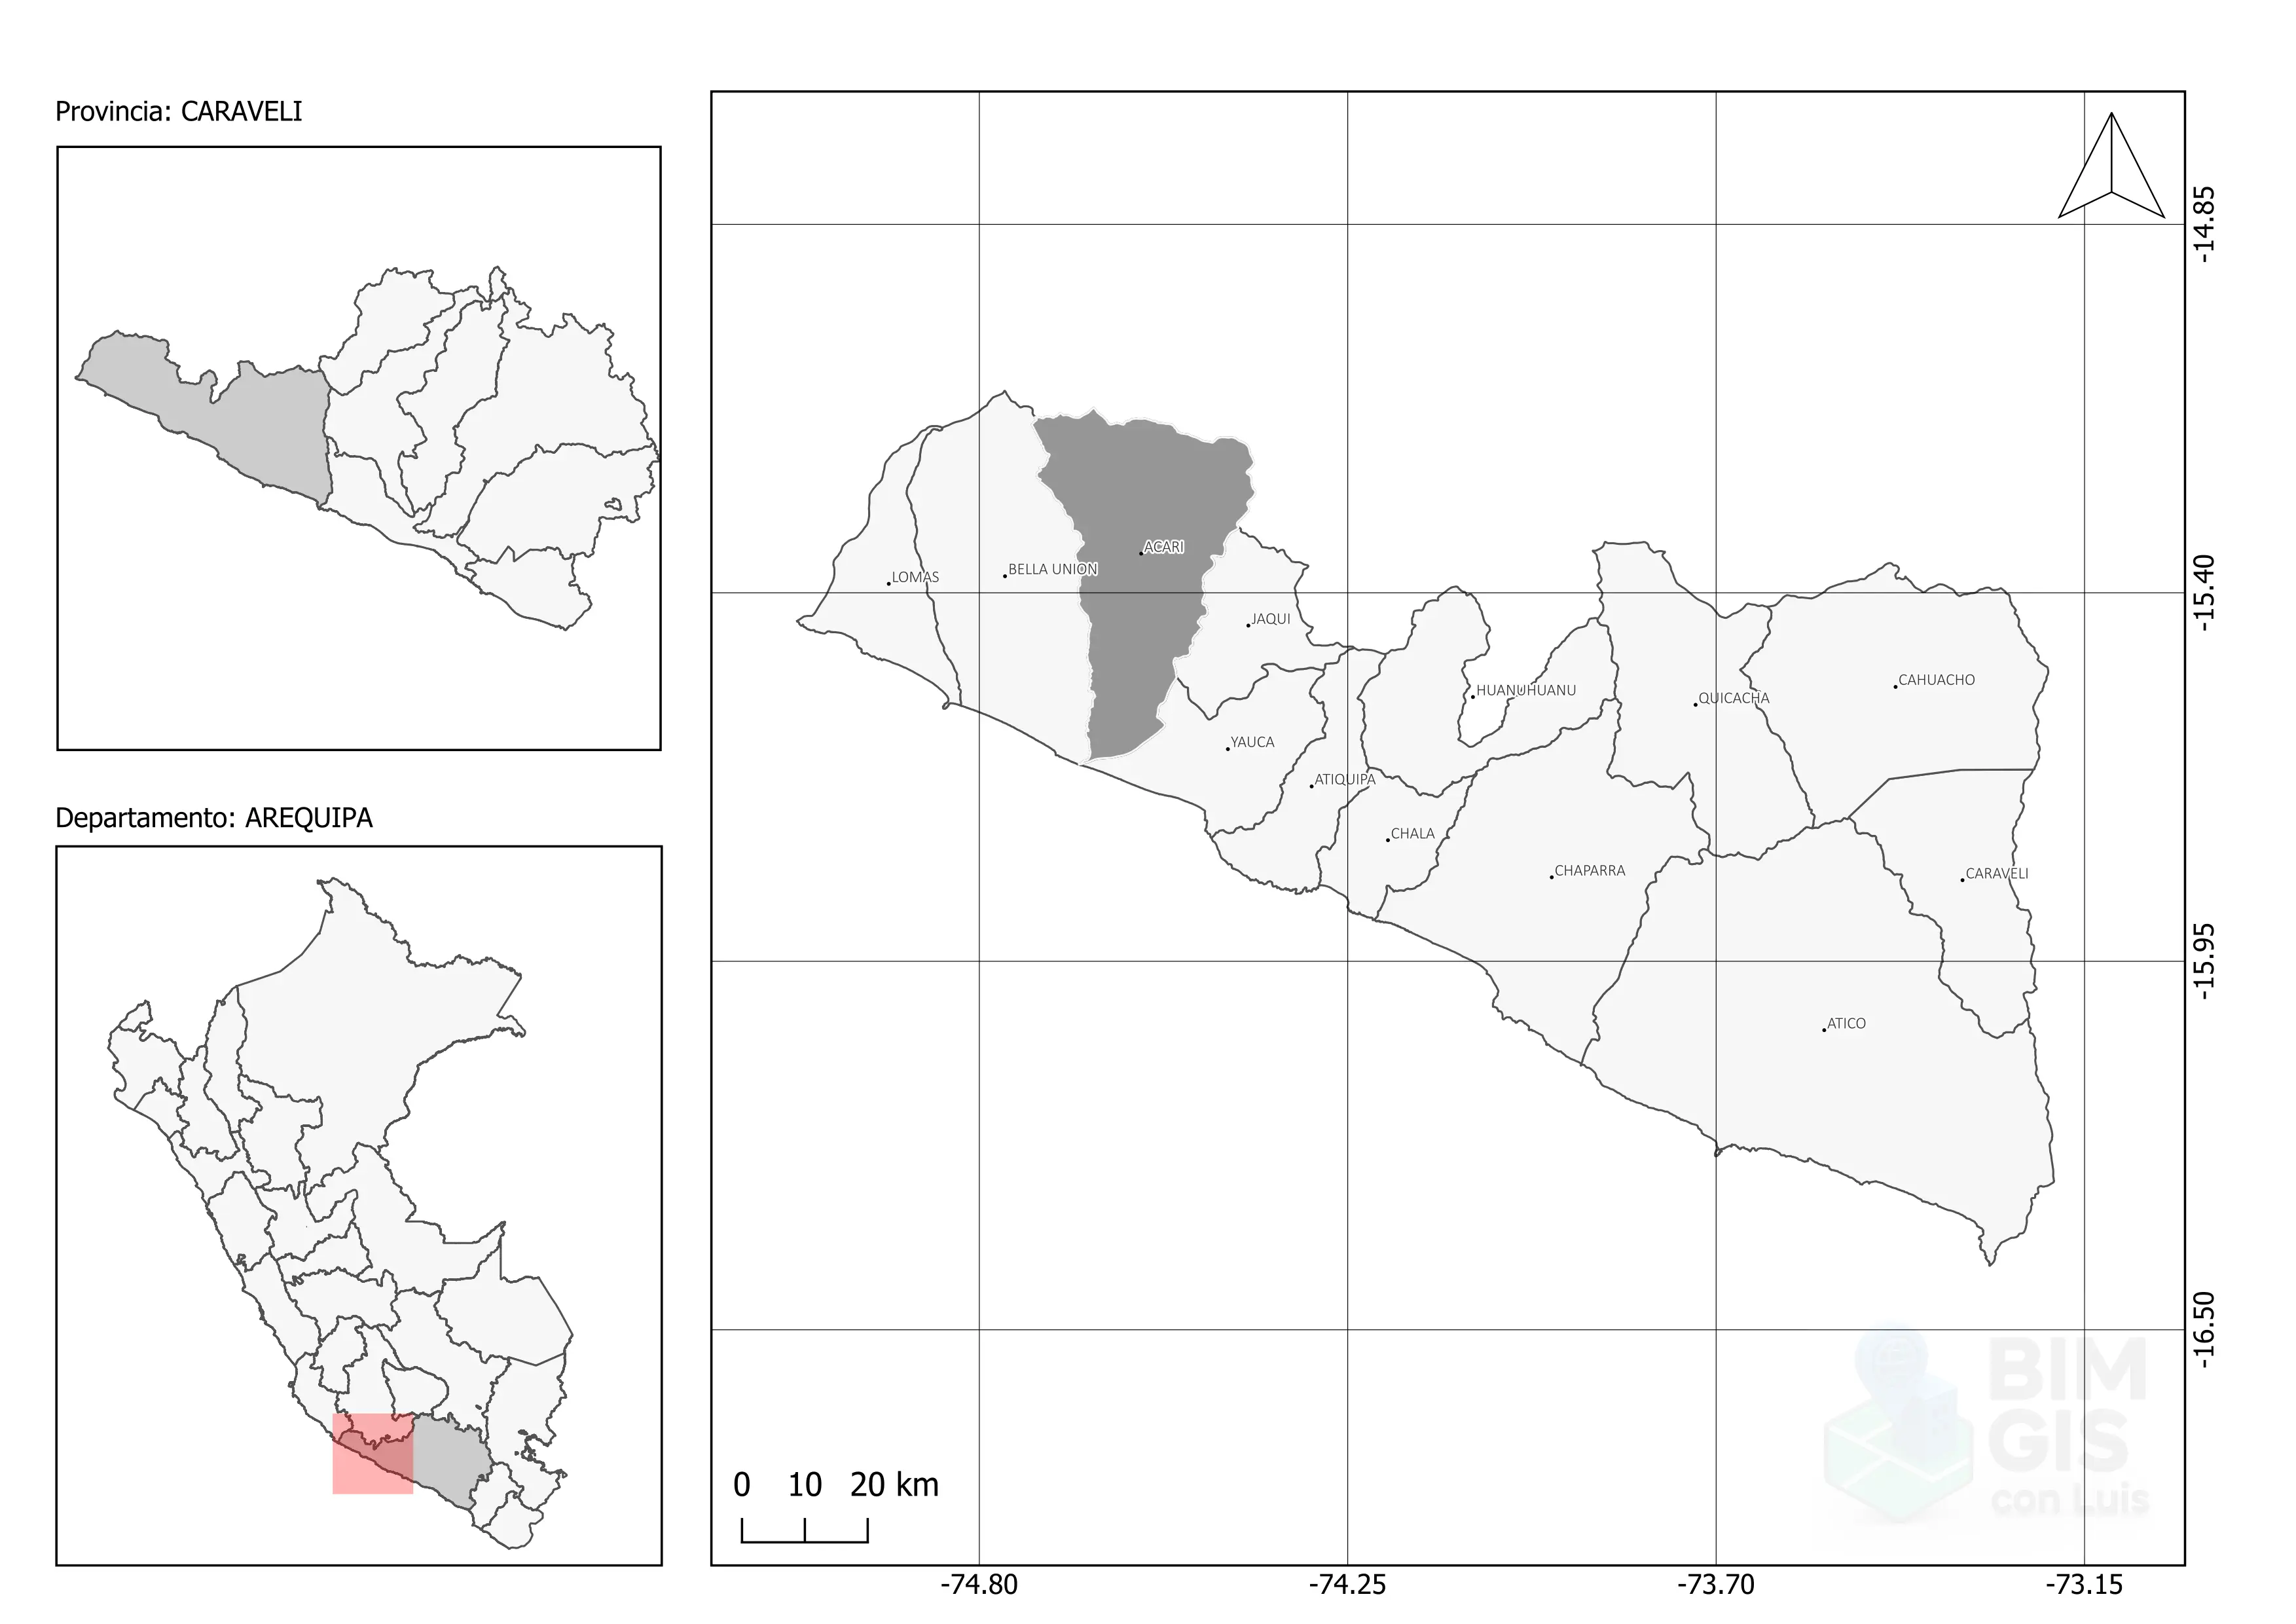 Provincia: CARAVELI
Departamento: AREQUIPA
ACARI
LOMAS
BELLA UNION
JAQUI
HUANUHUANU
QUICACHA
CAHUACHO
YAUCA
ATIQUIPA
CHALA
CHAPARRA
CARAVELI
ATICO
-14.85
-15.40
-15.95
-16.50
BIM
GIS
con Luis
0 10 20 km
-74.80 -74.25 -73.70 -73.15